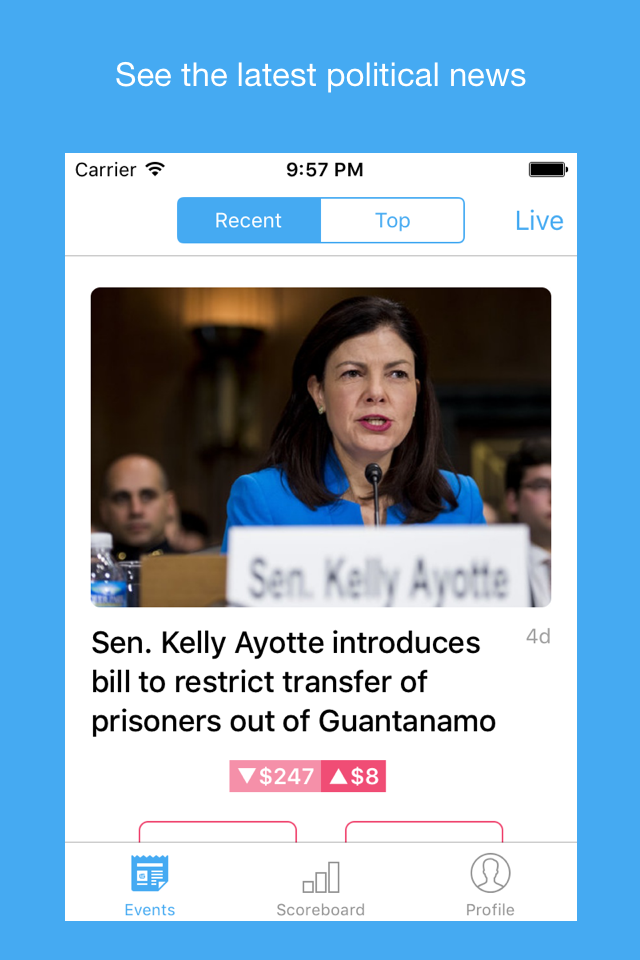 See the latest political news
Carrier 9:57 PM
Recent Top Live
Sen. Kelly Ayotte
Sen. Kelly Ayotte introduces 4d
bill to restrict transfer of
prisoners out of Guantanamo
▼$247 ▲$8
Events Scoreboard Profile